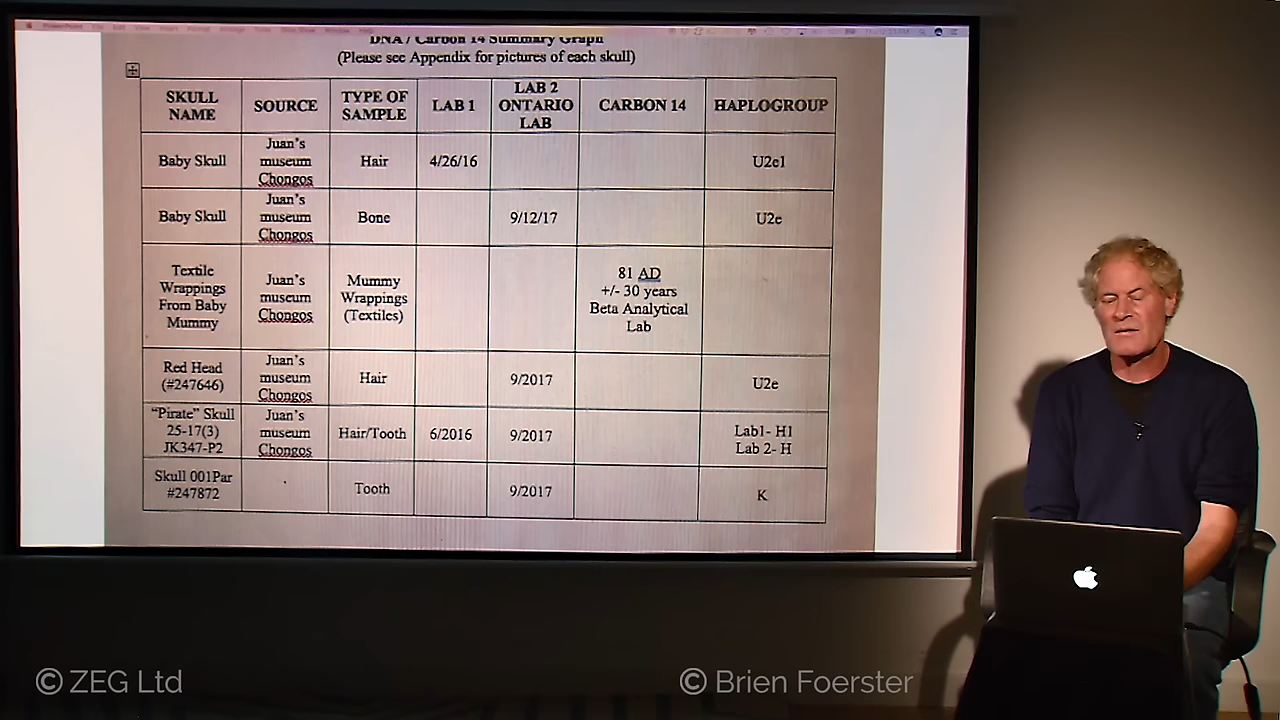 DNA / Carbon 14 Summary Graph
(Please see Appendix for pictures of each skull)
SKULL NAME SOURCE TYPE OF SAMPLE LAB 1 LAB 2 ONTARIO LAB CARBON 14 HAPLOGROUP
Baby Skull Juan's museum Chongos Hair 4/26/16 U2e1
Baby Skull Juan's museum Chongos Bone 9/12/17 U2e
Textile Wrappings From Baby Mummy Juan's museum Chongos Mummy Wrappings (Textiles) 81 AD +/- 30 years Beta Analytical Lab
Red Head (#247646) Juan's museum Chongos Hair 9/2017 U2e
"Pirate" Skull 25-17(3) JK347-P2 Juan's museum Chongos Hair/Tooth 6/2016 9/2017 Lab1- H1 Lab 2- H
Skull 001Par #247872 Tooth 9/2017 K
© ZEG Ltd
© Brien Foerster